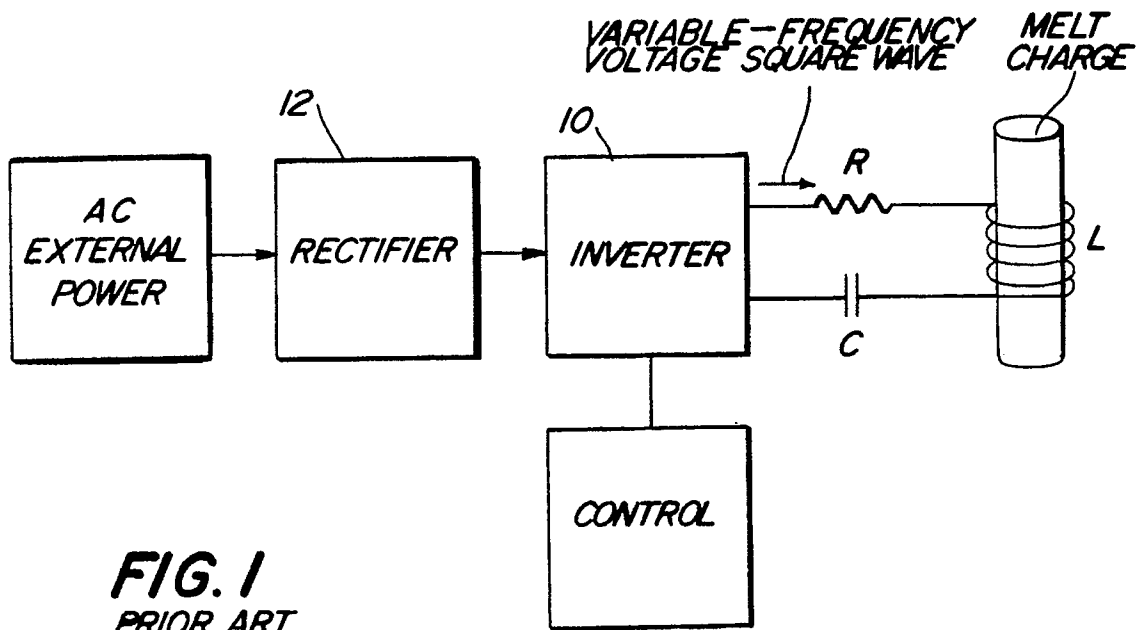 VARIABLE-FREQUENCY
VOLTAGE SQUARE WAVE
MELT
CHARGE
12
10
R
AC
EXTERNAL
POWER
RECTIFIER
INVERTER
L
C
CONTROL
FIG. 1
PRIOR ART